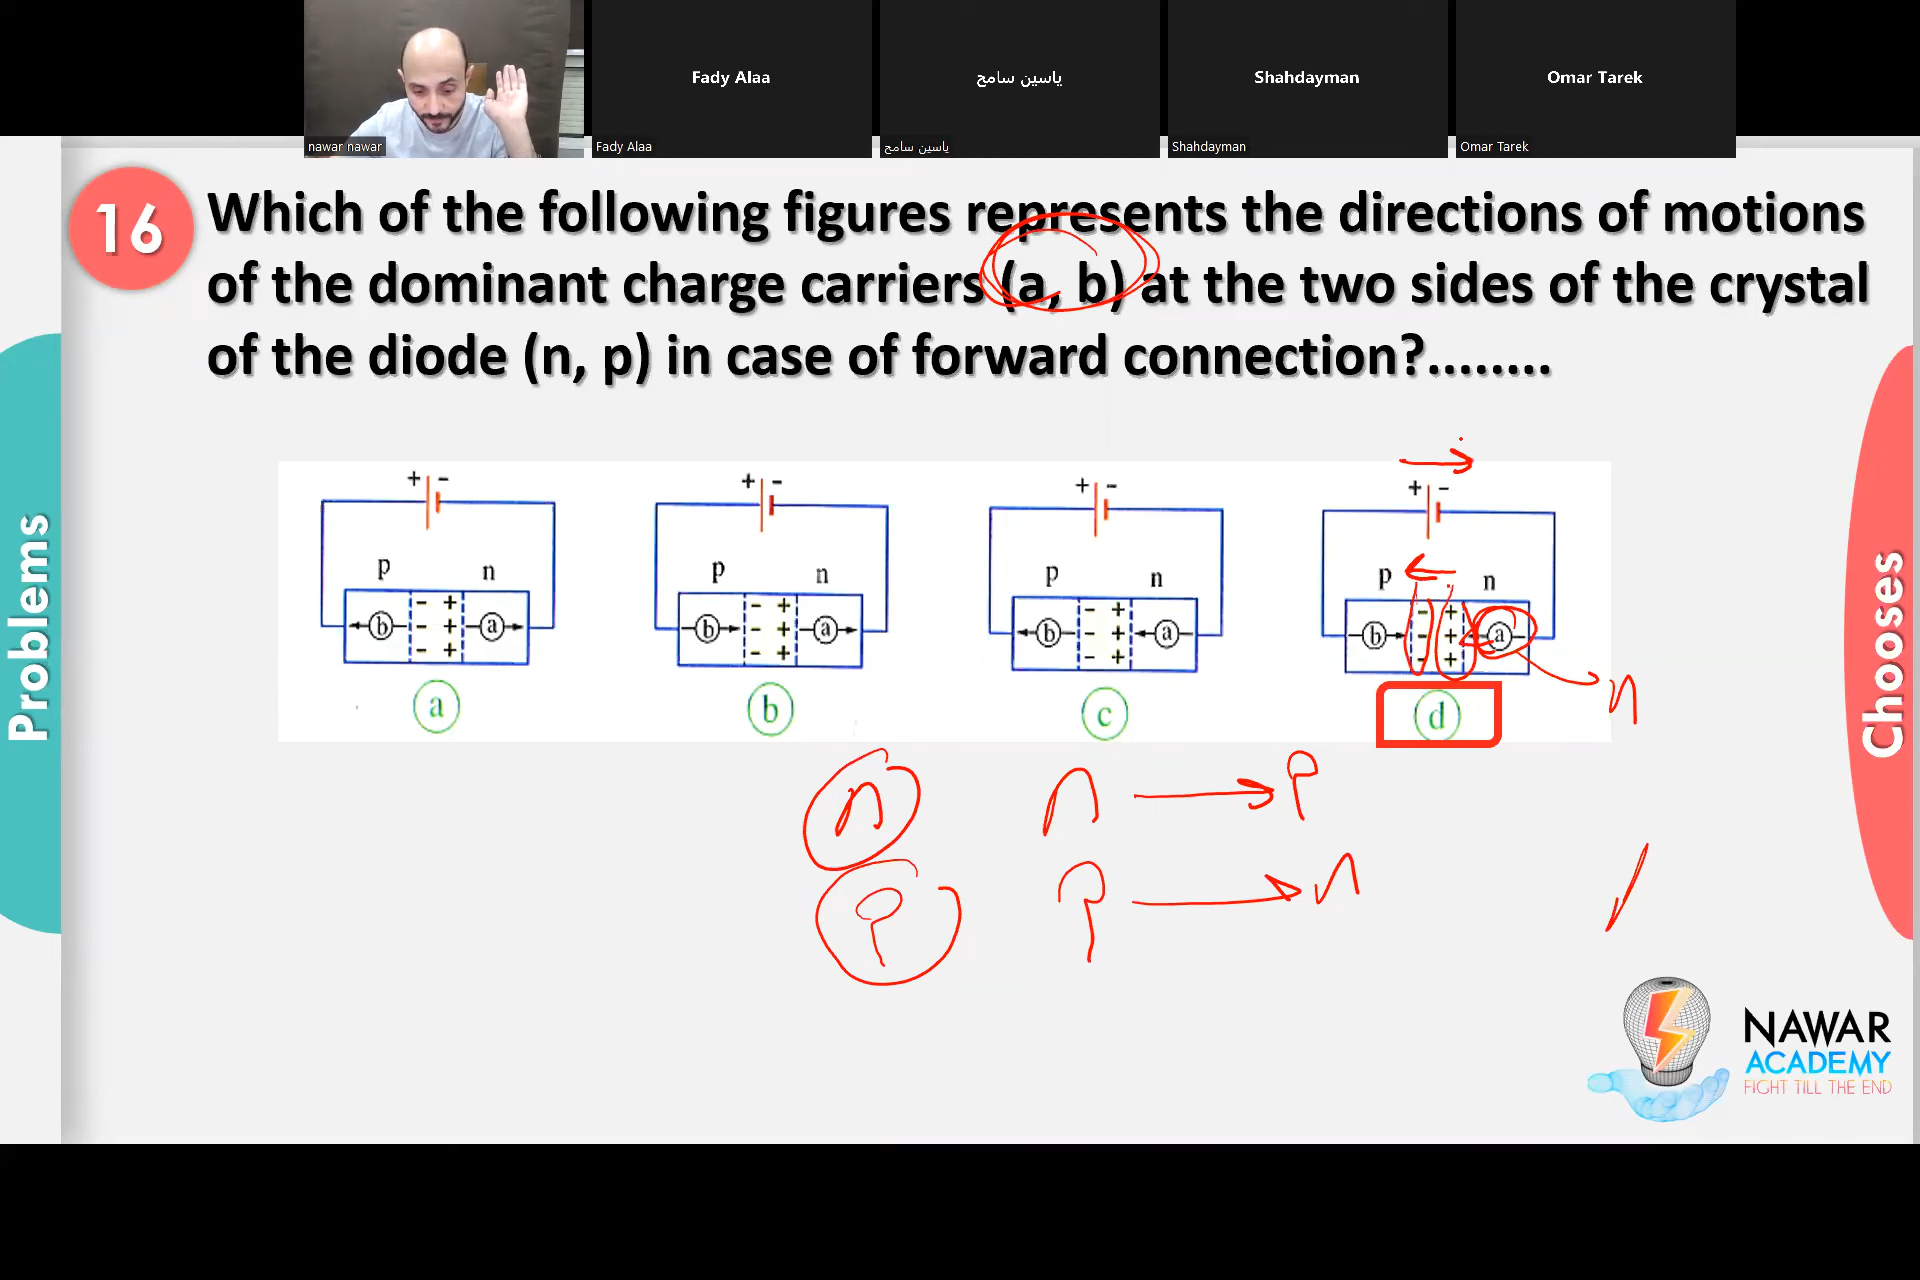 Fady Alaa
ياسين سامح
Shahdayman
Omar Tarek
nawar nawar
Fady Alaa
ياسين سامح
Shahdayman
Omar Tarek
16
Which of the following figures represents the directions of motions
of the dominant charge carriers (a, b) at the two sides of the crystal
of the diode (n, p) in case of forward connection?........
Problems
Chooses
+ -
+ -
+ -
+ -
p n
p n
p n
p n
b - + a
- +
- +
b - + a
- +
- +
b - + a
- +
- +
b - + a
- +
- +
a
b
c
d
n
n n → P
P P → n
NAWAR
ACADEMY
FIGHT TILL THE END